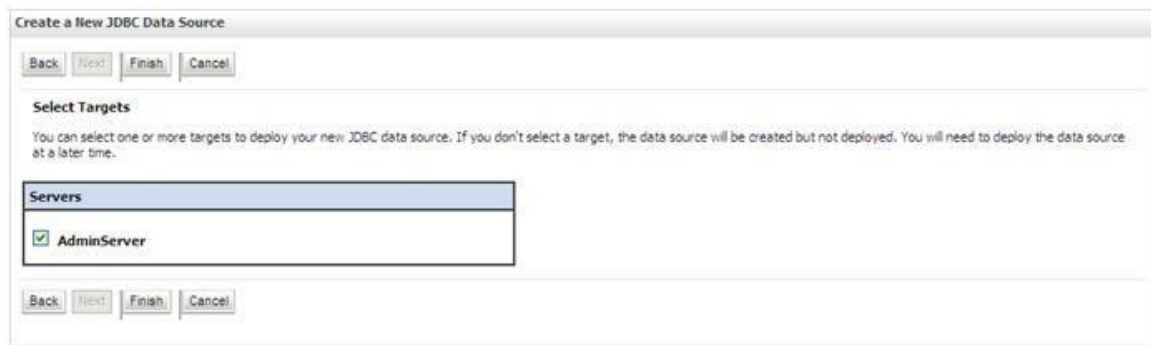 Create a New JDBC Data Source
Back Next Finish Cancel
Select Targets
You can select one or more targets to deploy your new JDBC data source. If you don't select a target, the data source will be created but not deployed. You will need to deploy the data source
at a later time.
Servers
AdminServer
Back Next Finish Cancel